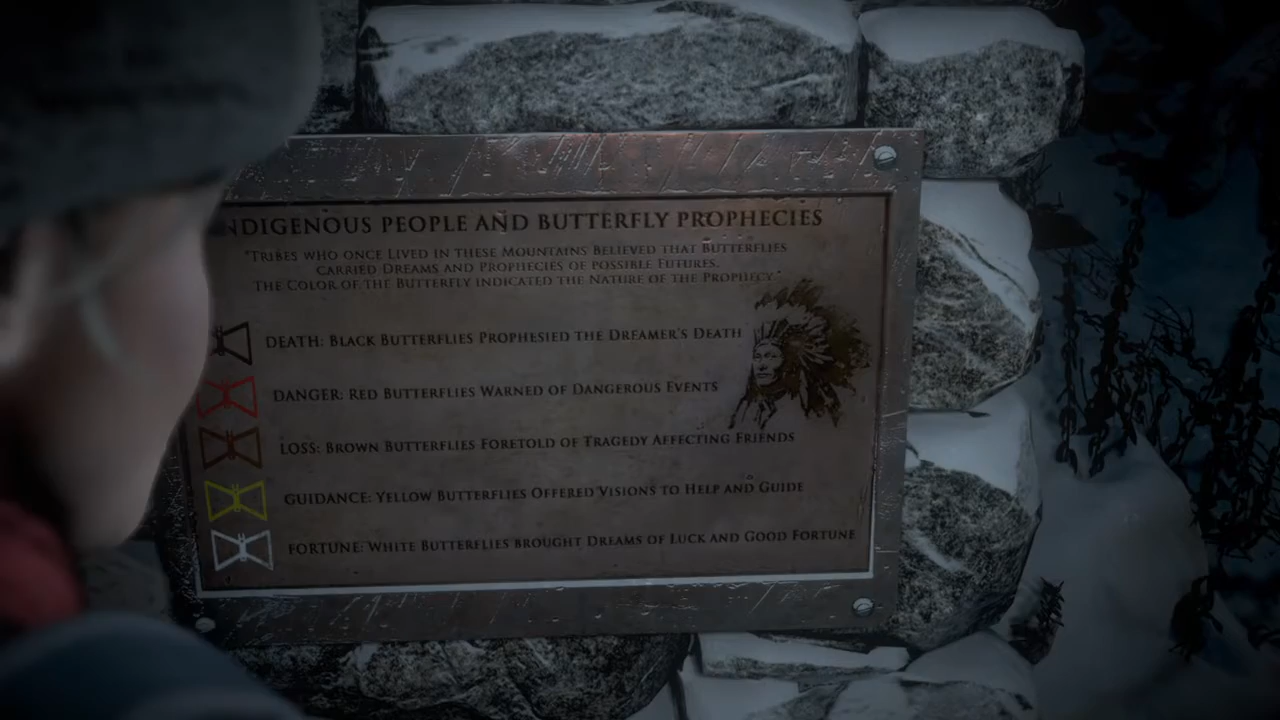 NDIGENOUS PEOPLE AND BUTTERFLY PROPHECIES
"TRIBES WHO ONCE LIVED IN THESE MOUNTAINS BELIEVED THAT BUTTERFLIES
CARRIED DREAMS AND PROPHECIES OF POSSIBLE FUTURES.
THE COLOR OF THE BUTTERFLY INDICATED THE NATURE OF THE PROPHECY."
DEATH: BLACK BUTTERFLIES PROPHESIED THE DREAMER'S DEATH
DANGER: RED BUTTERFLIES WARNED OF DANGEROUS EVENTS
LOSS: BROWN BUTTERFLIES FORETOLD OF TRAGEDY AFFECTING FRIENDS
GUIDANCE: YELLOW BUTTERFLIES OFFERED VISIONS TO HELP AND GUIDE
FORTUNE: WHITE BUTTERFLIES BROUGHT DREAMS OF LUCK AND GOOD FORTUNE